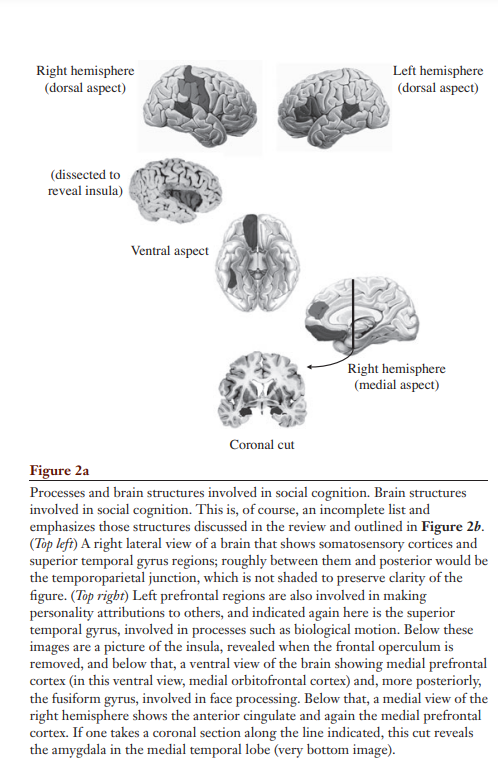 Right hemisphere
(dorsal aspect)
Left hemisphere
(dorsal aspect)
(dissected to
reveal insula)
Ventral aspect
Right hemisphere
(medial aspect)
Coronal cut
Figure 2a
Processes and brain structures involved in social cognition. Brain structures
involved in social cognition. This is, of course, an incomplete list and
emphasizes those structures discussed in the review and outlined in Figure 2b.
(Top left) A right lateral view of a brain that shows somatosensory cortices and
superior temporal gyrus regions; roughly between them and posterior would be
the temporoparietal junction, which is not shaded to preserve clarity of the
figure. (Top right) Left prefrontal regions are also involved in making
personality attributions to others, and indicated again here is the superior
temporal gyrus, involved in processes such as biological motion. Below these
images are a picture of the insula, revealed when the frontal operculum is
removed, and below that, a ventral view of the brain showing medial prefrontal
cortex (in this ventral view, medial orbitofrontal cortex) and, more posteriorly,
the fusiform gyrus, involved in face processing. Below that, a medial view of the
right hemisphere shows the anterior cingulate and again the medial prefrontal
cortex. If one takes a coronal section along the line indicated, this cut reveals
the amygdala in the medial temporal lobe (very bottom image).